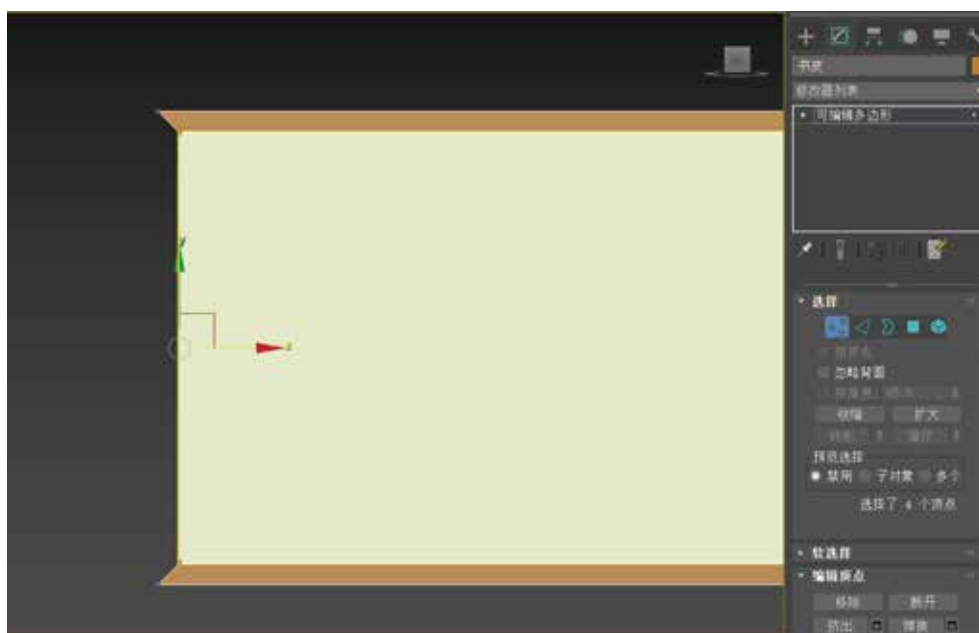 y
x
书皮
修改器列表
可编辑多边形
选择
忽略背面
收缩
扩大
预览选择
禁用 子对象 多个
选择了 4 个顶点
软选择
编辑顶点
移除
断开
挤出
焊接